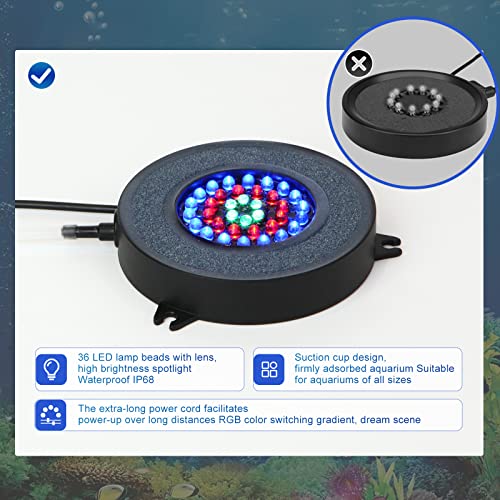 36 LED lamp beads with lens,
high brightness spotlight
Waterproof IP68
Suction cup design,
firmly adsorbed aquarium Suitable
for aquariums of all sizes
The extra-long power cord facilitates
power-up over long distances RGB color switching gradient, dream scene